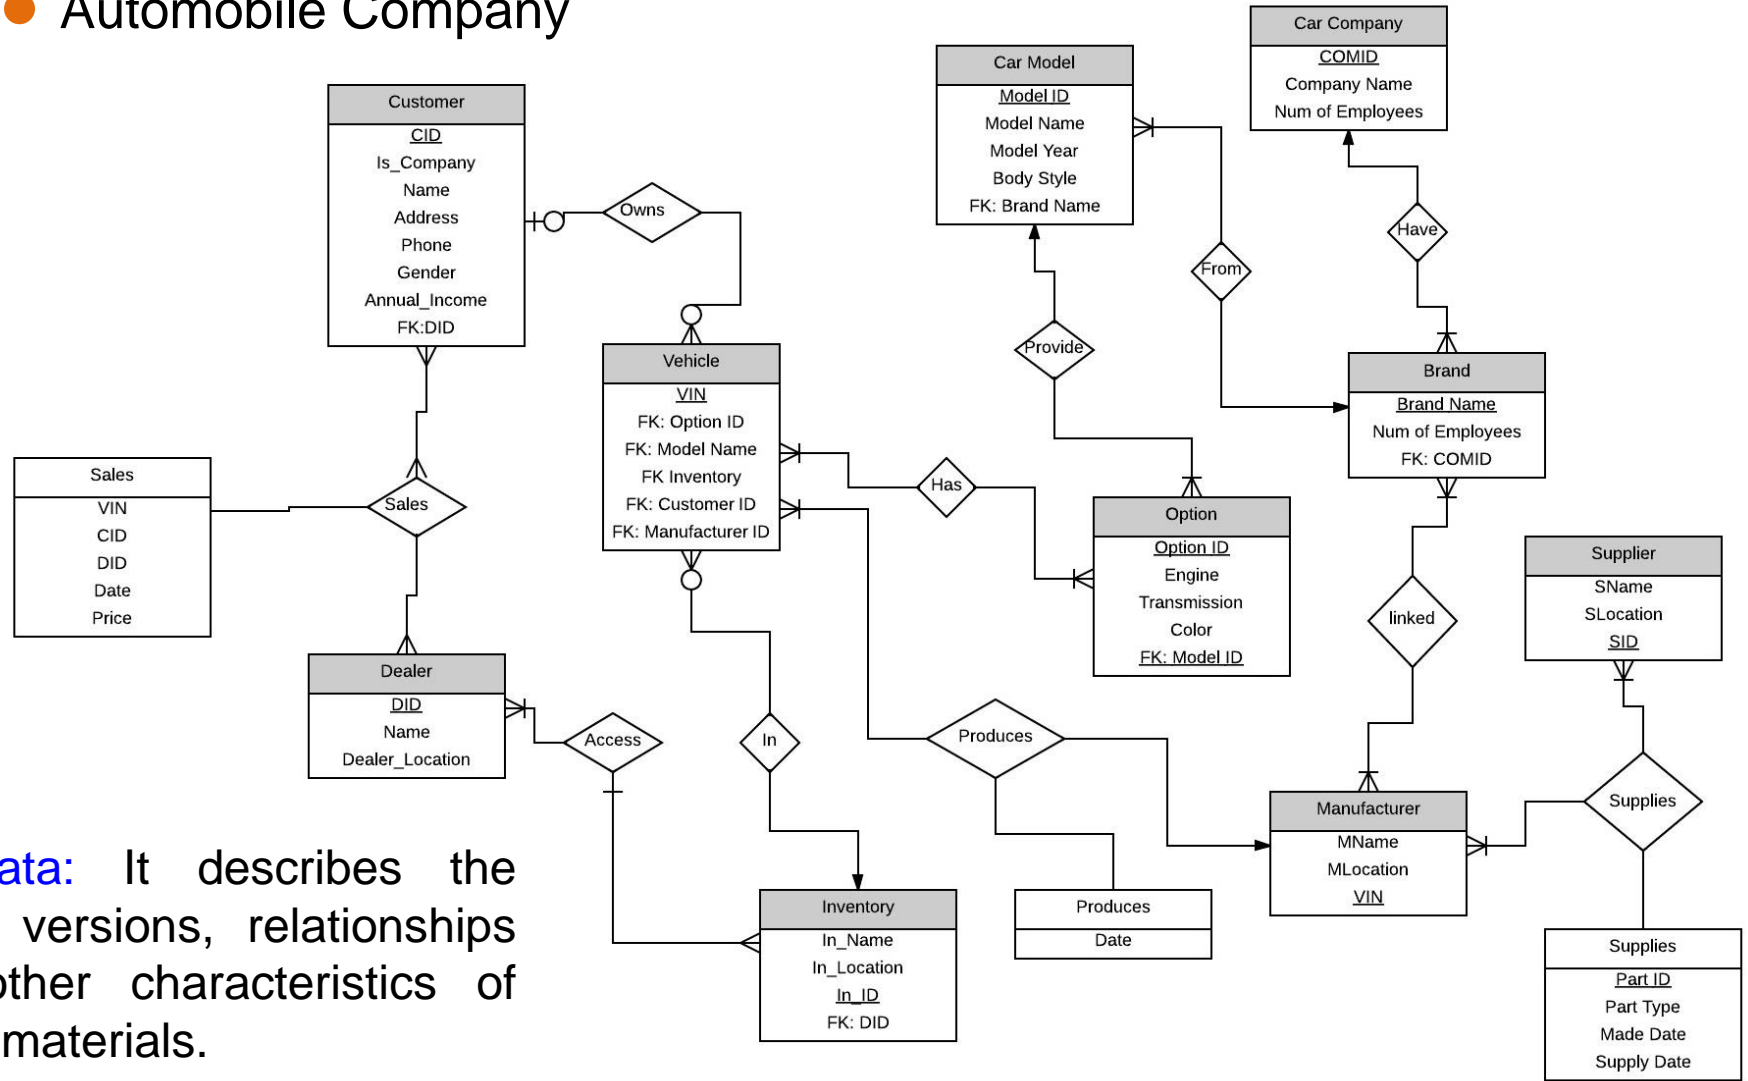 Automobile Company
Customer
CID
Is_Company
Name
Address
Phone
Gender
Annual_Income
FK:DID
Owns
Car Model
Model ID
Model Name
Model Year
Body Style
FK: Brand Name
Car Company
COMID
Company Name
Num of Employees
Have
From
Provide
Vehicle
VIN
FK: Option ID
FK: Model Name
FK Inventory
FK: Customer ID
FK: Manufacturer ID
Brand
Brand Name
Num of Employees
FK: COMID
Sales
VIN
CID
DID
Date
Price
Sales
Has
Option
Option ID
Engine
Transmission
Color
FK: Model ID
linked
Supplier
SName
SLocation
SID
Dealer
DID
Name
Dealer_Location
Access
In
Produces
Manufacturer
MName
MLocation
VIN
Supplies
Inventory
In_Name
In_Location
In_ID
FK: DID
Produces
Date
Supplies
Part ID
Part Type
Made Date
Supply Date
ata: It describes the
versions, relationships
other characteristics of
materials.